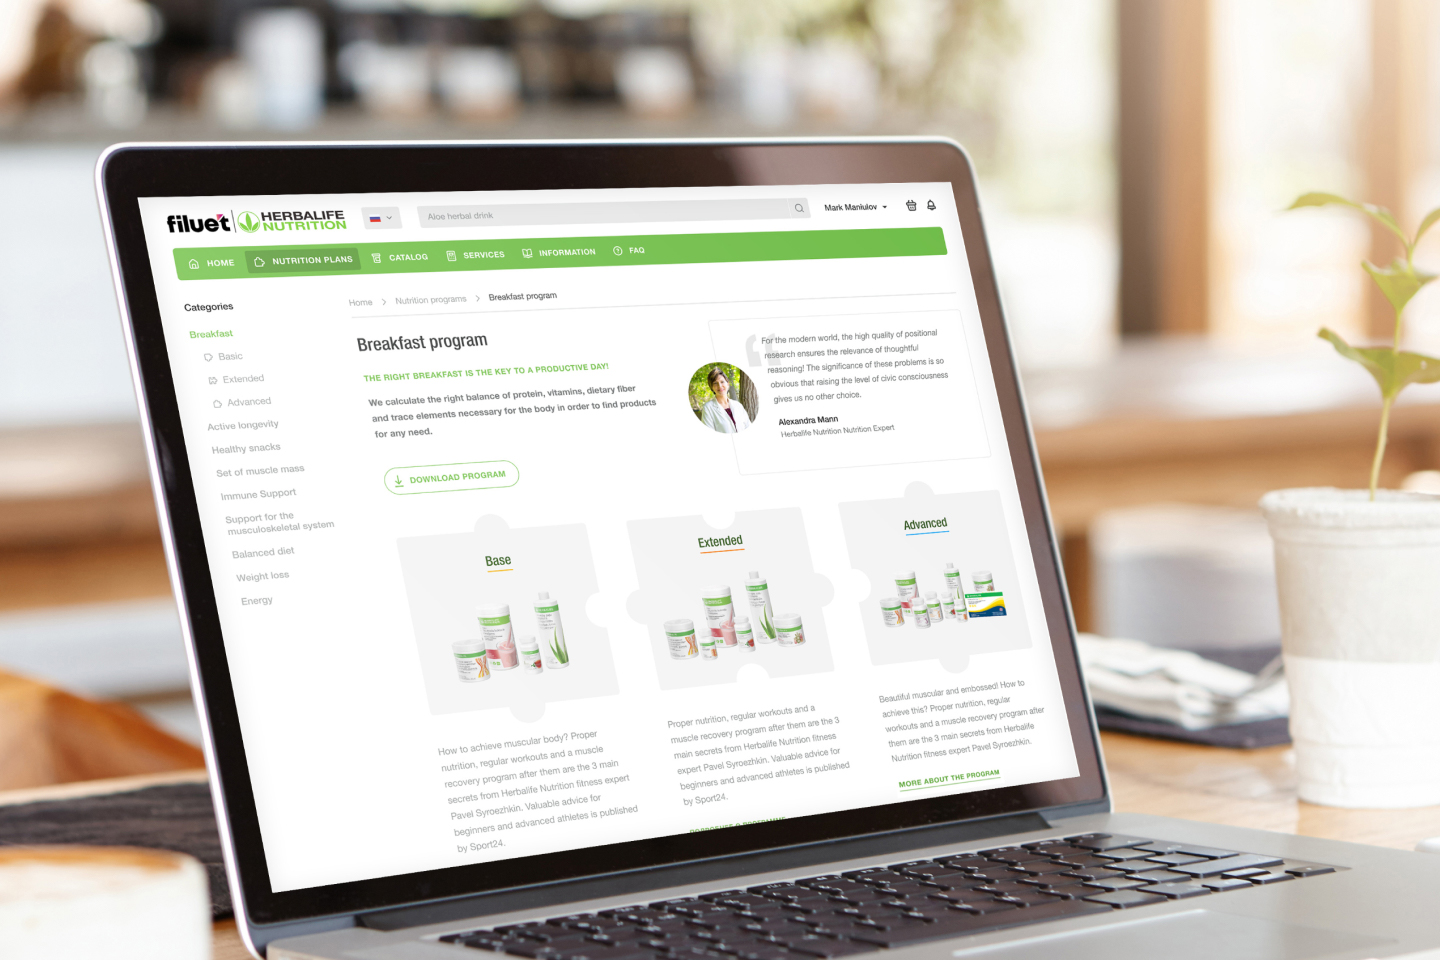 filuet
HERBALIFE
NUTRITION
Aloe herbal drink
Mark Maniulov
HOME
NUTRITION PLANS
CATALOG
SERVICES
INFORMATION
FAQ
Categories
Breakfast
Basic
Extended
Advanced
Active longevity
Healthy snacks
Set of muscle mass
Immune Support
Support for the
musculoskeletal system
Balanced diet
Weight loss
Energy
Home > Nutrition programs > Breakfast program
Breakfast program
THE RIGHT BREAKFAST IS THE KEY TO A PRODUCTIVE DAY!
We calculate the right balance of protein, vitamins, dietary fiber
and trace elements necessary for the body in order to find products
for any need.
DOWNLOAD PROGRAM
“
For the modern world, the high quality of positional
research ensures the relevance of thoughtful
reasoning! The significance of these problems is so
obvious that raising the level of civic consciousness
gives us no other choice.
Alexandra Mann
Herbalife Nutrition Nutrition Expert
Base
How to achieve muscular body? Proper
nutrition, regular workouts and a muscle
recovery program after them are the 3 main
secrets from Herbalife Nutrition fitness expert
Pavel Syroezhkin. Valuable advice for
beginners and advanced athletes is published
by Sport24.
Extended
Proper nutrition, regular workouts and a
muscle recovery program after them are the 3
main secrets from Herbalife Nutrition fitness
expert Pavel Syroezhkin. Valuable advice for
beginners and advanced athletes is published
by Sport24.
Advanced
Beautiful muscular and embossed! How to
achieve this? Proper nutrition, regular
workouts and a muscle recovery program after
them are the 3 main secrets from Herbalife
Nutrition fitness expert Pavel Syroezhkin.
MORE ABOUT THE PROGRAM